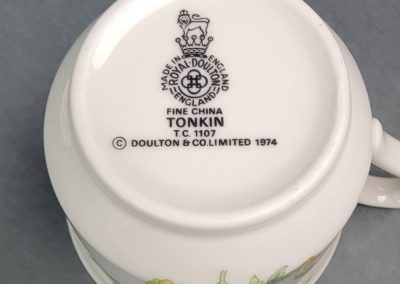 MADE IN ENGLAND
ROYAL·DOULTON
ENGLAND
FINE CHINA
TONKIN
T.C. 1107
© DOULTON & CO. LIMITED 1974